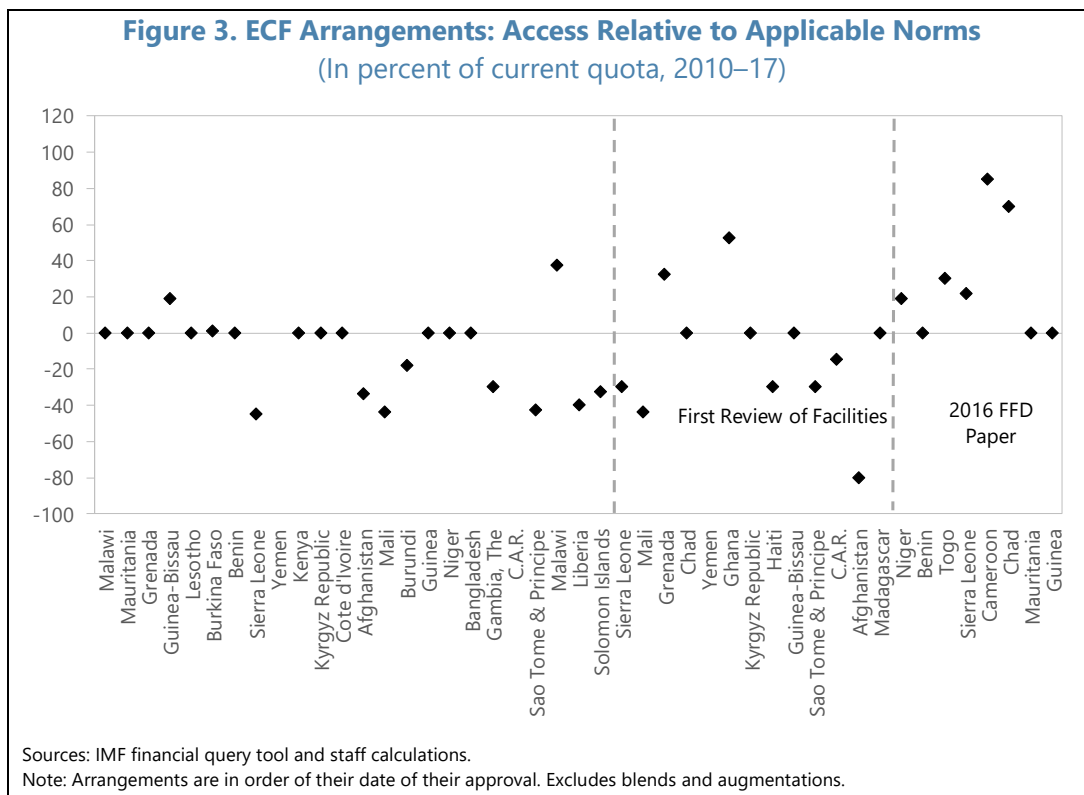 Figure 3. ECF Arrangements: Access Relative to Applicable Norms
(In percent of current quota, 2010–17)
120
100
80
60
40
20
0
-20
-40
-60
-80
-100
First Review of Facilities
2016 FFD
Paper
Malawi
Mauritania
Grenada
Guinea-Bissau
Lesotho
Burkina Faso
Benin
Sierra Leone
Yemen
Kenya
Kyrgyz Republic
Cote d'Ivoire
Afghanistan
Mali
Burundi
Guinea
Niger
Bangladesh
Gambia, The
C.A.R.
Sao Tome & Principe
Malawi
Liberia
Solomon Islands
Sierra Leone
Mali
Grenada
Chad
Yemen
Ghana
Kyrgyz Republic
Haiti
Guinea-Bissau
Sao Tome & Principe
C.A.R.
Afghanistan
Madagascar
Niger
Benin
Togo
Sierra Leone
Cameroon
Chad
Mauritania
Guinea
Sources: IMF financial query tool and staff calculations.
Note: Arrangements are in order of their date of their approval. Excludes blends and augmentations.